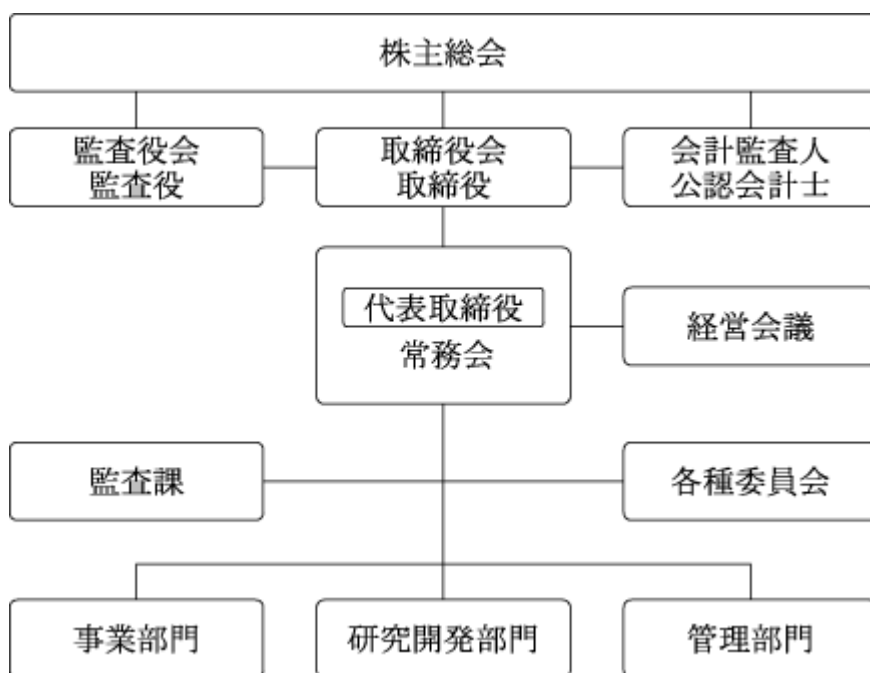 株主総会
監査役会
監査役
取締役会
取締役
会計監査人
公認会計士
代表取締役
常務会
経営会議
監査課
各種委員会
事業部門
研究開発部門
管理部門